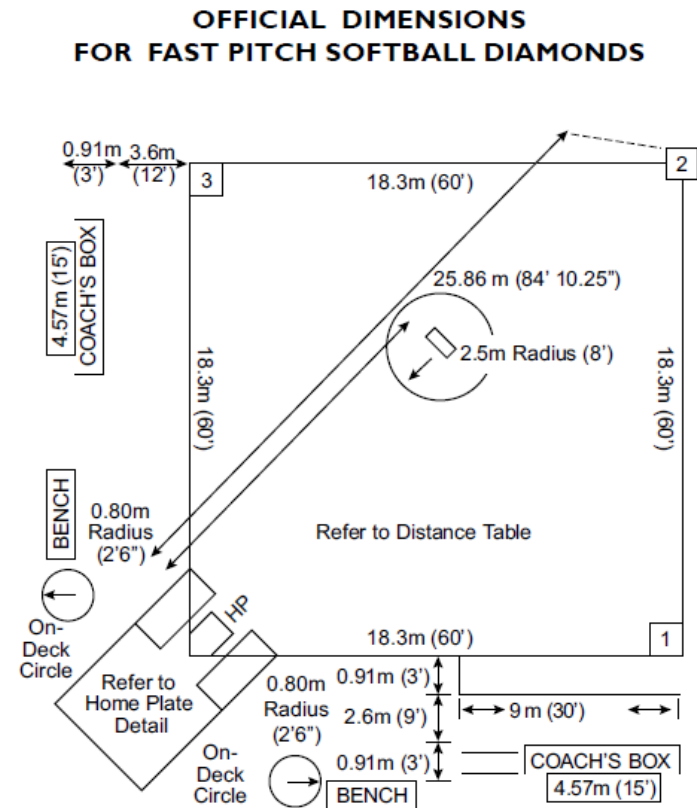 OFFICIAL DIMENSIONS
FOR FAST PITCH SOFTBALL DIAMONDS
0.91m
(3')
3.6m
(12')
3
18.3m (60')
2
4.57m (15')
COACH'S BOX
25.86 m (84' 10.25")
2.5m Radius (8')
18.3m (60')
18.3m (60')
BENCH
0.80m
Radius
(2'6")
Refer to Distance Table
On-
Deck
Circle
HP
18.3m (60')
1
Refer to
Home Plate
Detail
0.80m
Radius
(2'6")
0.91m (3')
2.6m (9')
9 m (30')
0.91m (3')
On-
Deck
Circle
BENCH
COACH'S BOX
4.57m (15')